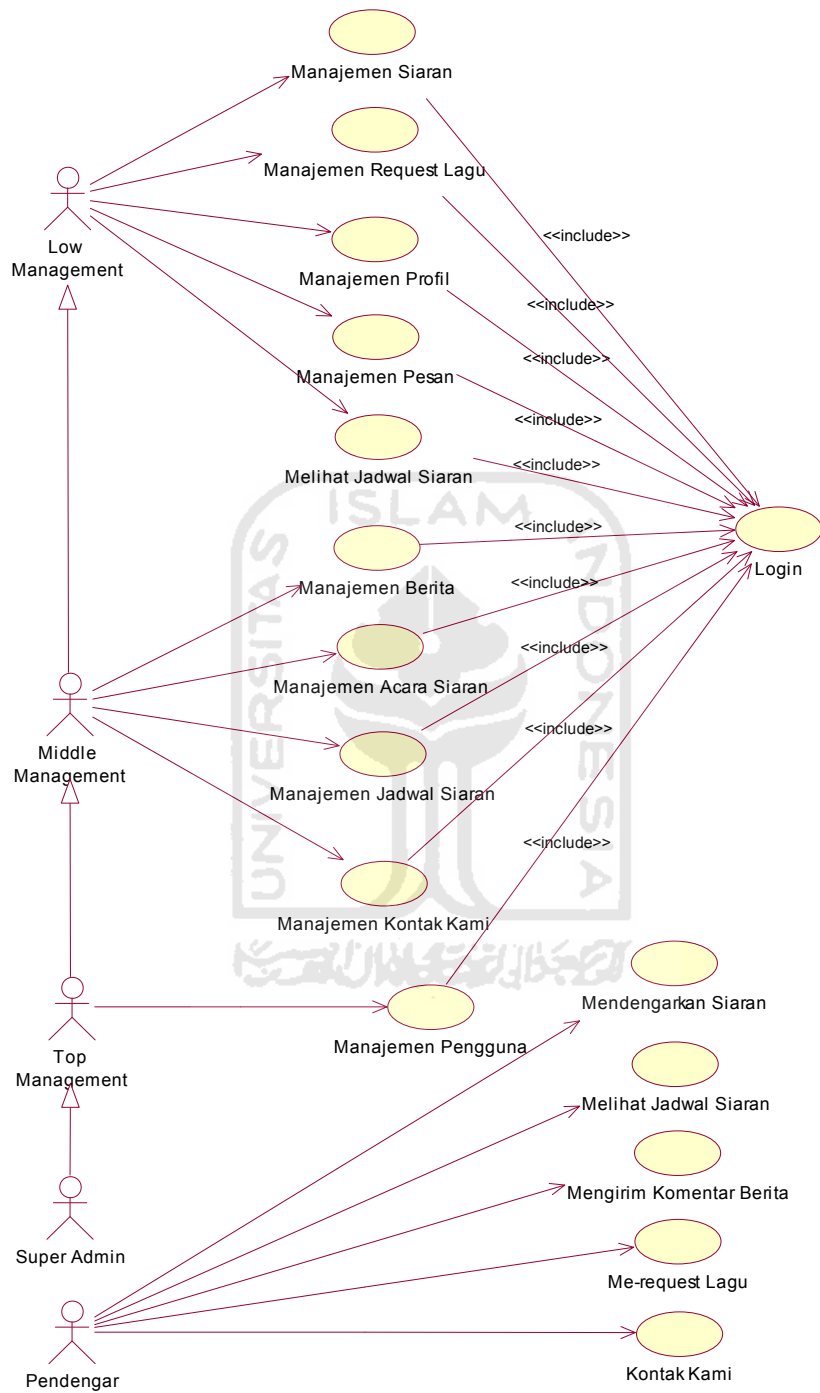 Manajemen Siaran
Manajemen Request Lagu
Low
Management
<<include>>
Manajemen Profil
<<include>>
<<include>>
Manajemen Pesan
<<include>>
<<include>>
Melihat Jadwal Siaran
ISLAM
UNIVERSITAS
INDONESIA
<<include>>
Login
Manajemen Berita
<<include>>
Manajemen Acara Siaran
<<include>>
Middle
Management
<<include>>
Manajemen Jadwal Siaran
<<include>>
Manajemen Kontak Kami
Mendengarkan Siaran
Manajemen Pengguna
Top
Management
Melihat Jadwal Siaran
Mengirim Komentar Berita
Super Admin
Me-request Lagu
Kontak Kami
Pendengar